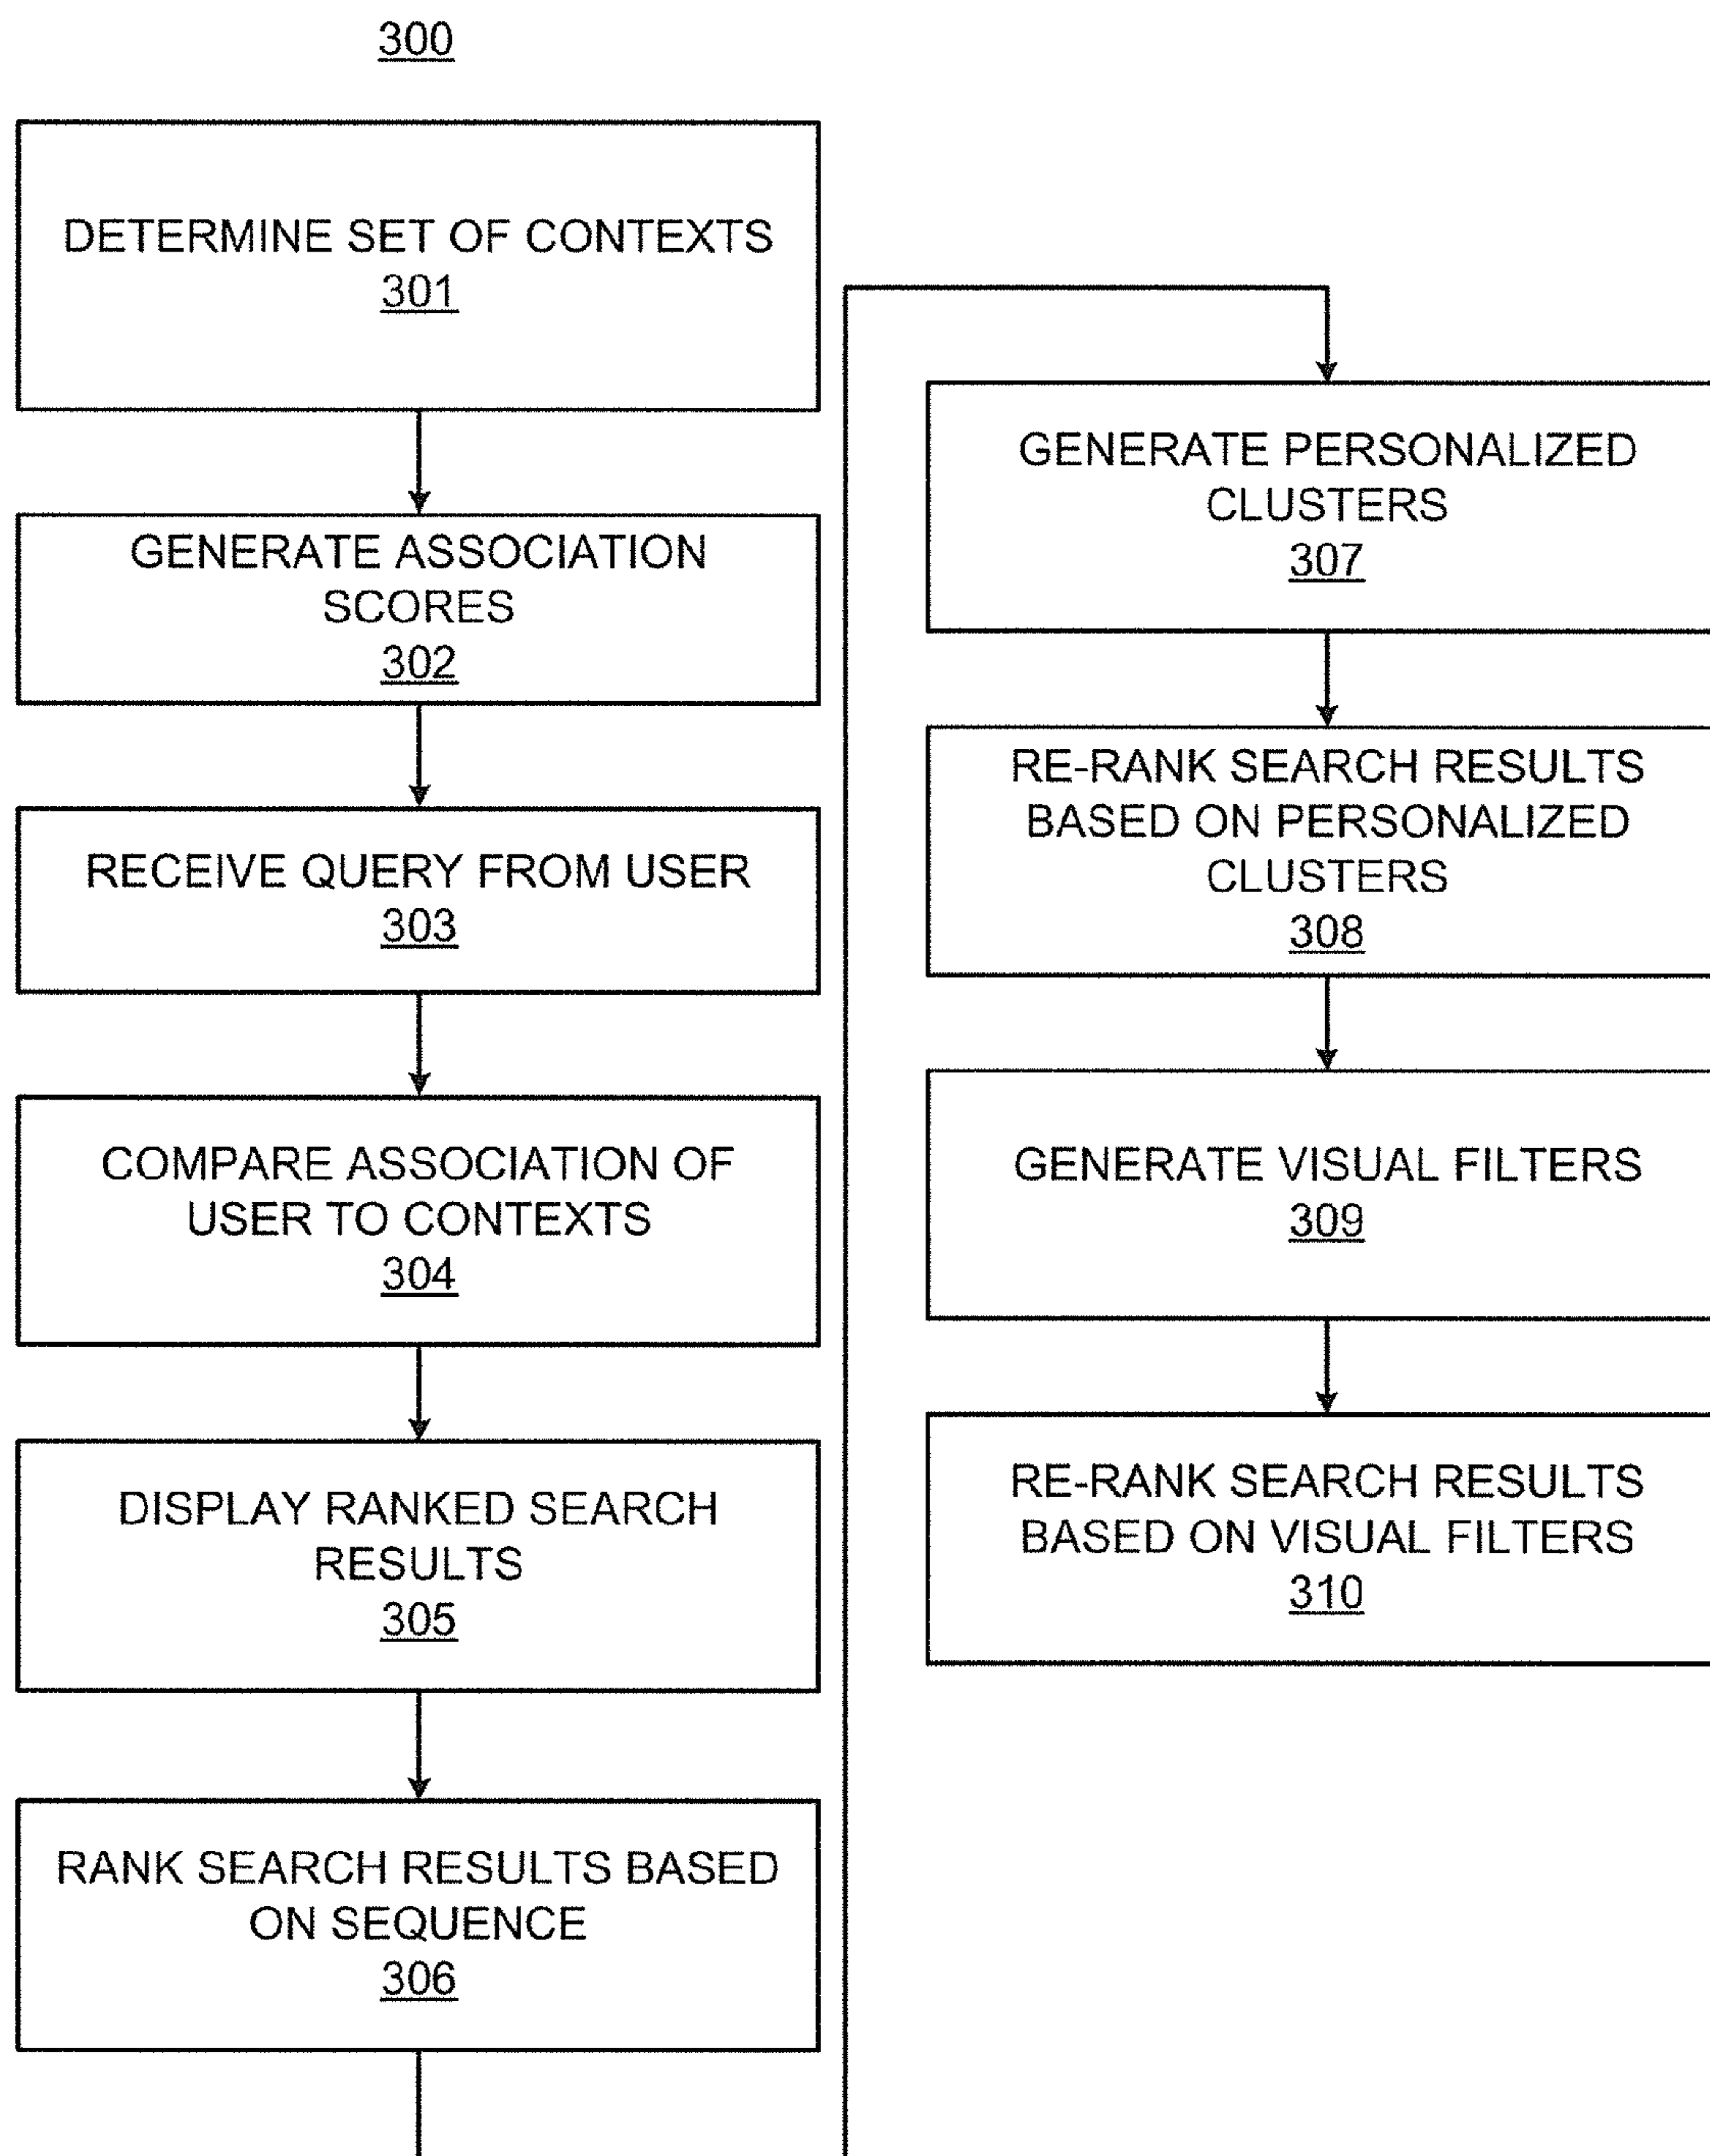 300
DETERMINE SET OF CONTEXTS
301
GENERATE ASSOCIATION
SCORES
302
RECEIVE QUERY FROM USER
303
COMPARE ASSOCIATION OF
USER TO CONTEXTS
304
DISPLAY RANKED SEARCH
RESULTS
305
RANK SEARCH RESULTS BASED
ON SEQUENCE
306
GENERATE PERSONALIZED
CLUSTERS
307
RE-RANK SEARCH RESULTS
BASED ON PERSONALIZED
CLUSTERS
308
GENERATE VISUAL FILTERS
309
RE-RANK SEARCH RESULTS
BASED ON VISUAL FILTERS
310